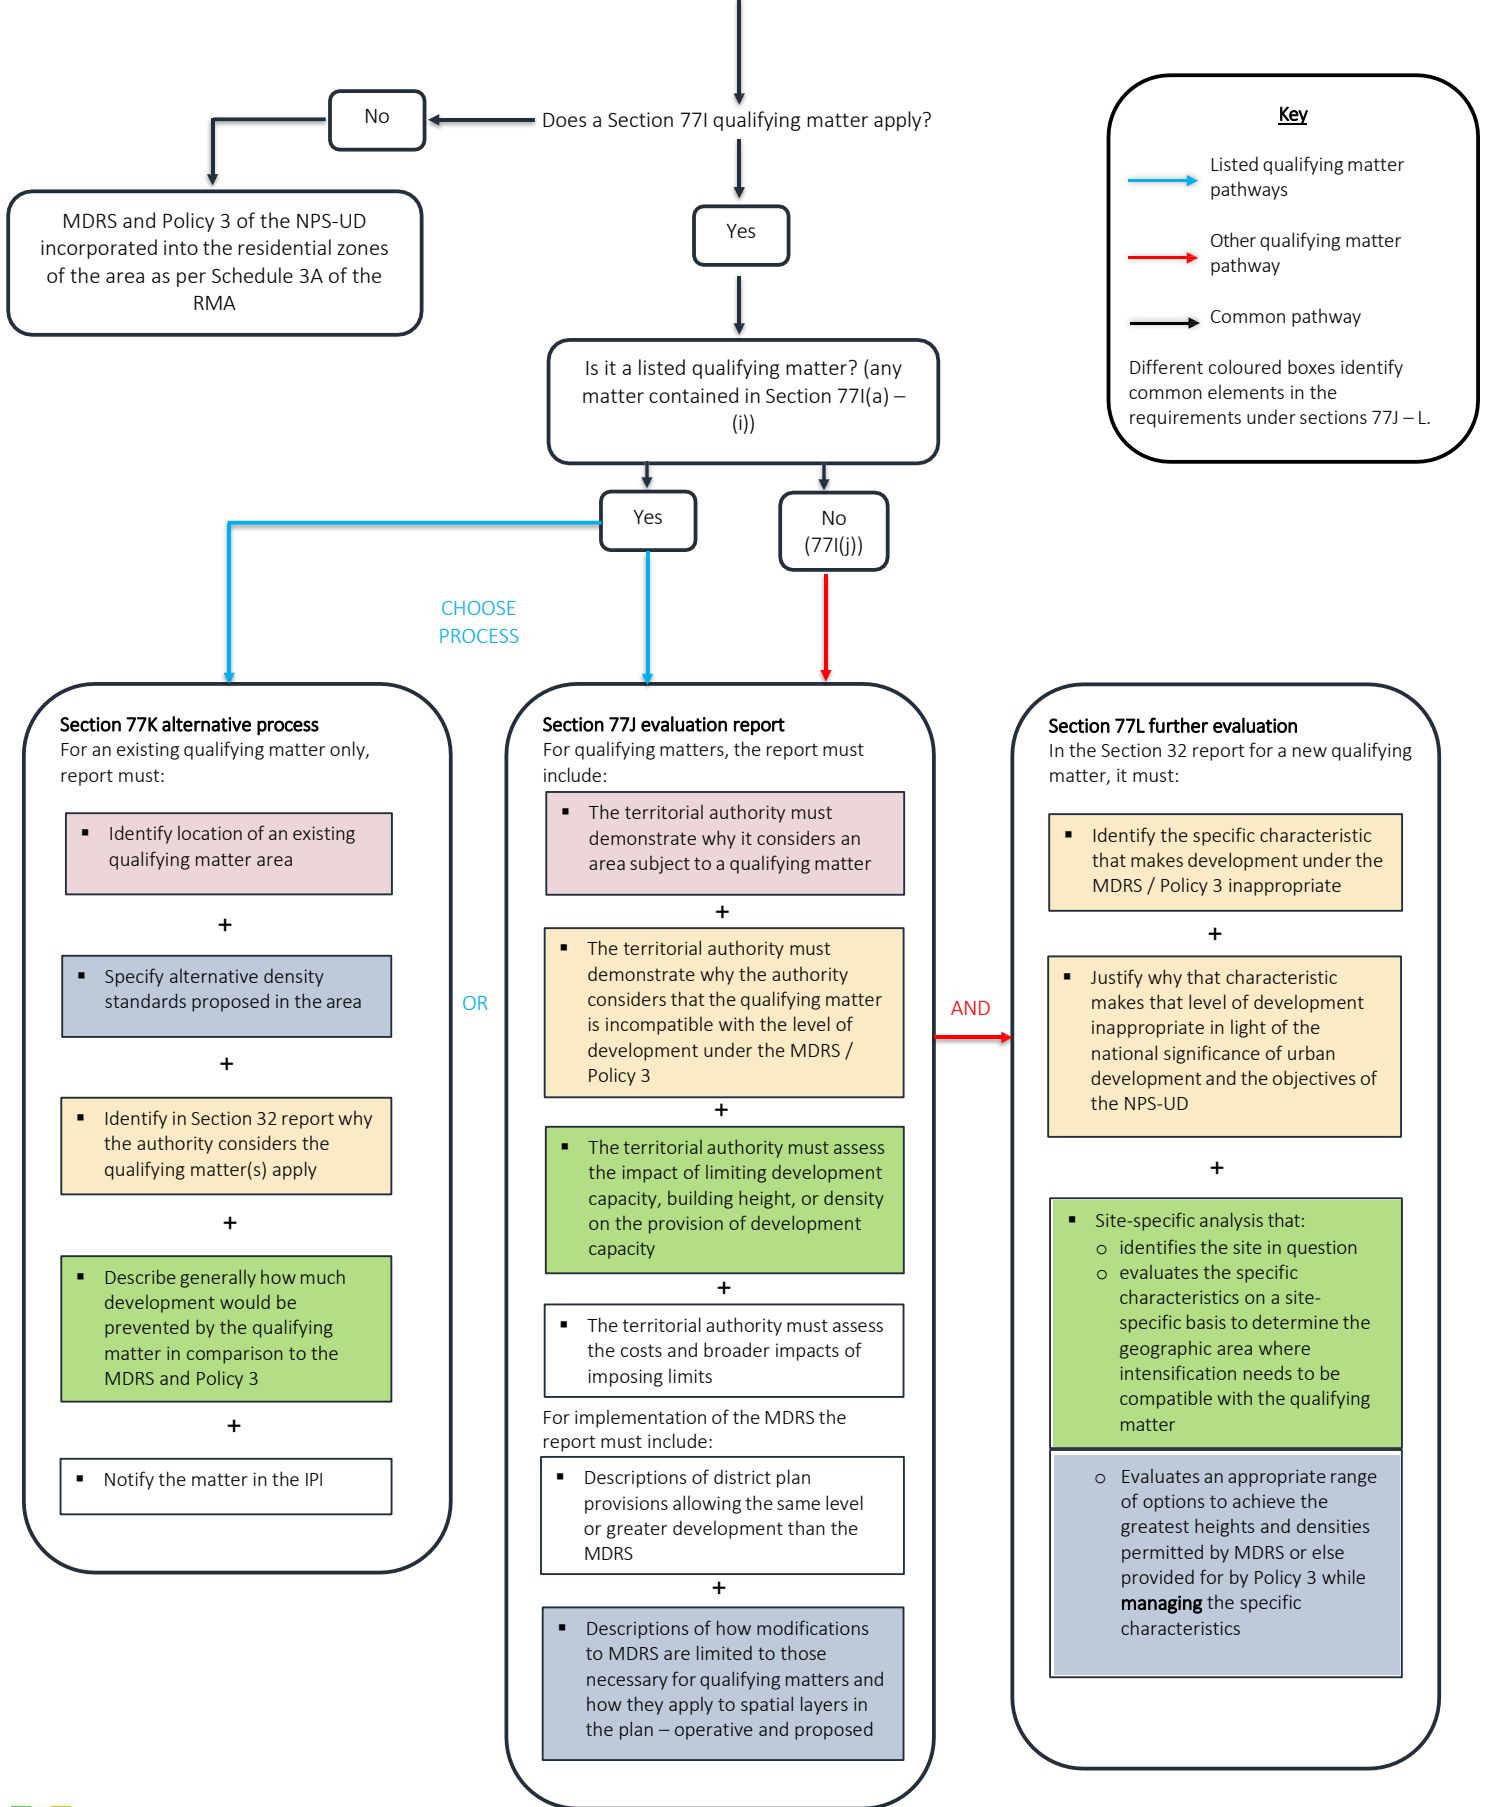 Does a Section 77I qualifying matter apply?
No
MDRS and Policy 3 of the NPS-UD
incorporated into the residential zones
of the area as per Schedule 3A of the
RMA
Yes
Key
Listed qualifying matter
pathways
Other qualifying matter
pathway
Common pathway
Different coloured boxes identify
common elements in the
requirements under sections 77J – L.
Is it a listed qualifying matter? (any
matter contained in Section 77I(a) –
(i))
Yes
No
(77I(j))
CHOOSE
PROCESS
Section 77K alternative process
For an existing qualifying matter only,
report must:
▪ Identify location of an existing
qualifying matter area
+
▪ Specify alternative density
standards proposed in the area
+
▪ Identify in Section 32 report why
the authority considers the
qualifying matter(s) apply
+
▪ Describe generally how much
development would be
prevented by the qualifying
matter in comparison to the
MDRS and Policy 3
+
▪ Notify the matter in the IPI
OR
Section 77J evaluation report
For qualifying matters, the report must
include:
▪ The territorial authority must
demonstrate why it considers an
area subject to a qualifying matter
+
▪ The territorial authority must
demonstrate why the authority
considers that the qualifying matter
is incompatible with the level of
development under the MDRS /
Policy 3
+
▪ The territorial authority must assess
the impact of limiting development
capacity, building height, or density
on the provision of development
capacity
+
▪ The territorial authority must assess
the costs and broader impacts of
imposing limits
For implementation of the MDRS the
report must include:
▪ Descriptions of district plan
provisions allowing the same level
or greater development than the
MDRS
+
▪ Descriptions of how modifications
to MDRS are limited to those
necessary for qualifying matters and
how they apply to spatial layers in
the plan – operative and proposed
AND
Section 77L further evaluation
In the Section 32 report for a new qualifying
matter, it must:
▪ Identify the specific characteristic
that makes development under the
MDRS / Policy 3 inappropriate
+
▪ Justify why that characteristic
makes that level of development
inappropriate in light of the
national significance of urban
development and the objectives of
the NPS-UD
+
▪ Site-specific analysis that:
o identifies the site in question
o evaluates the specific
characteristics on a site-
specific basis to determine the
geographic area where
intensification needs to be
compatible with the qualifying
matter
o Evaluates an appropriate range
of options to achieve the
greatest heights and densities
permitted by MDRS or else
provided for by Policy 3 while
managing the specific
characteristics